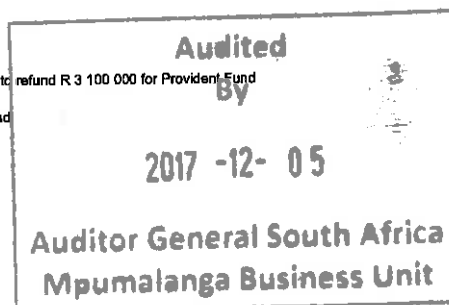 Audited
to refund R 3 100 000 for Provident Fund
By
2017 -12- 05
Auditor General South Africa
Mpumalanga Business Unit